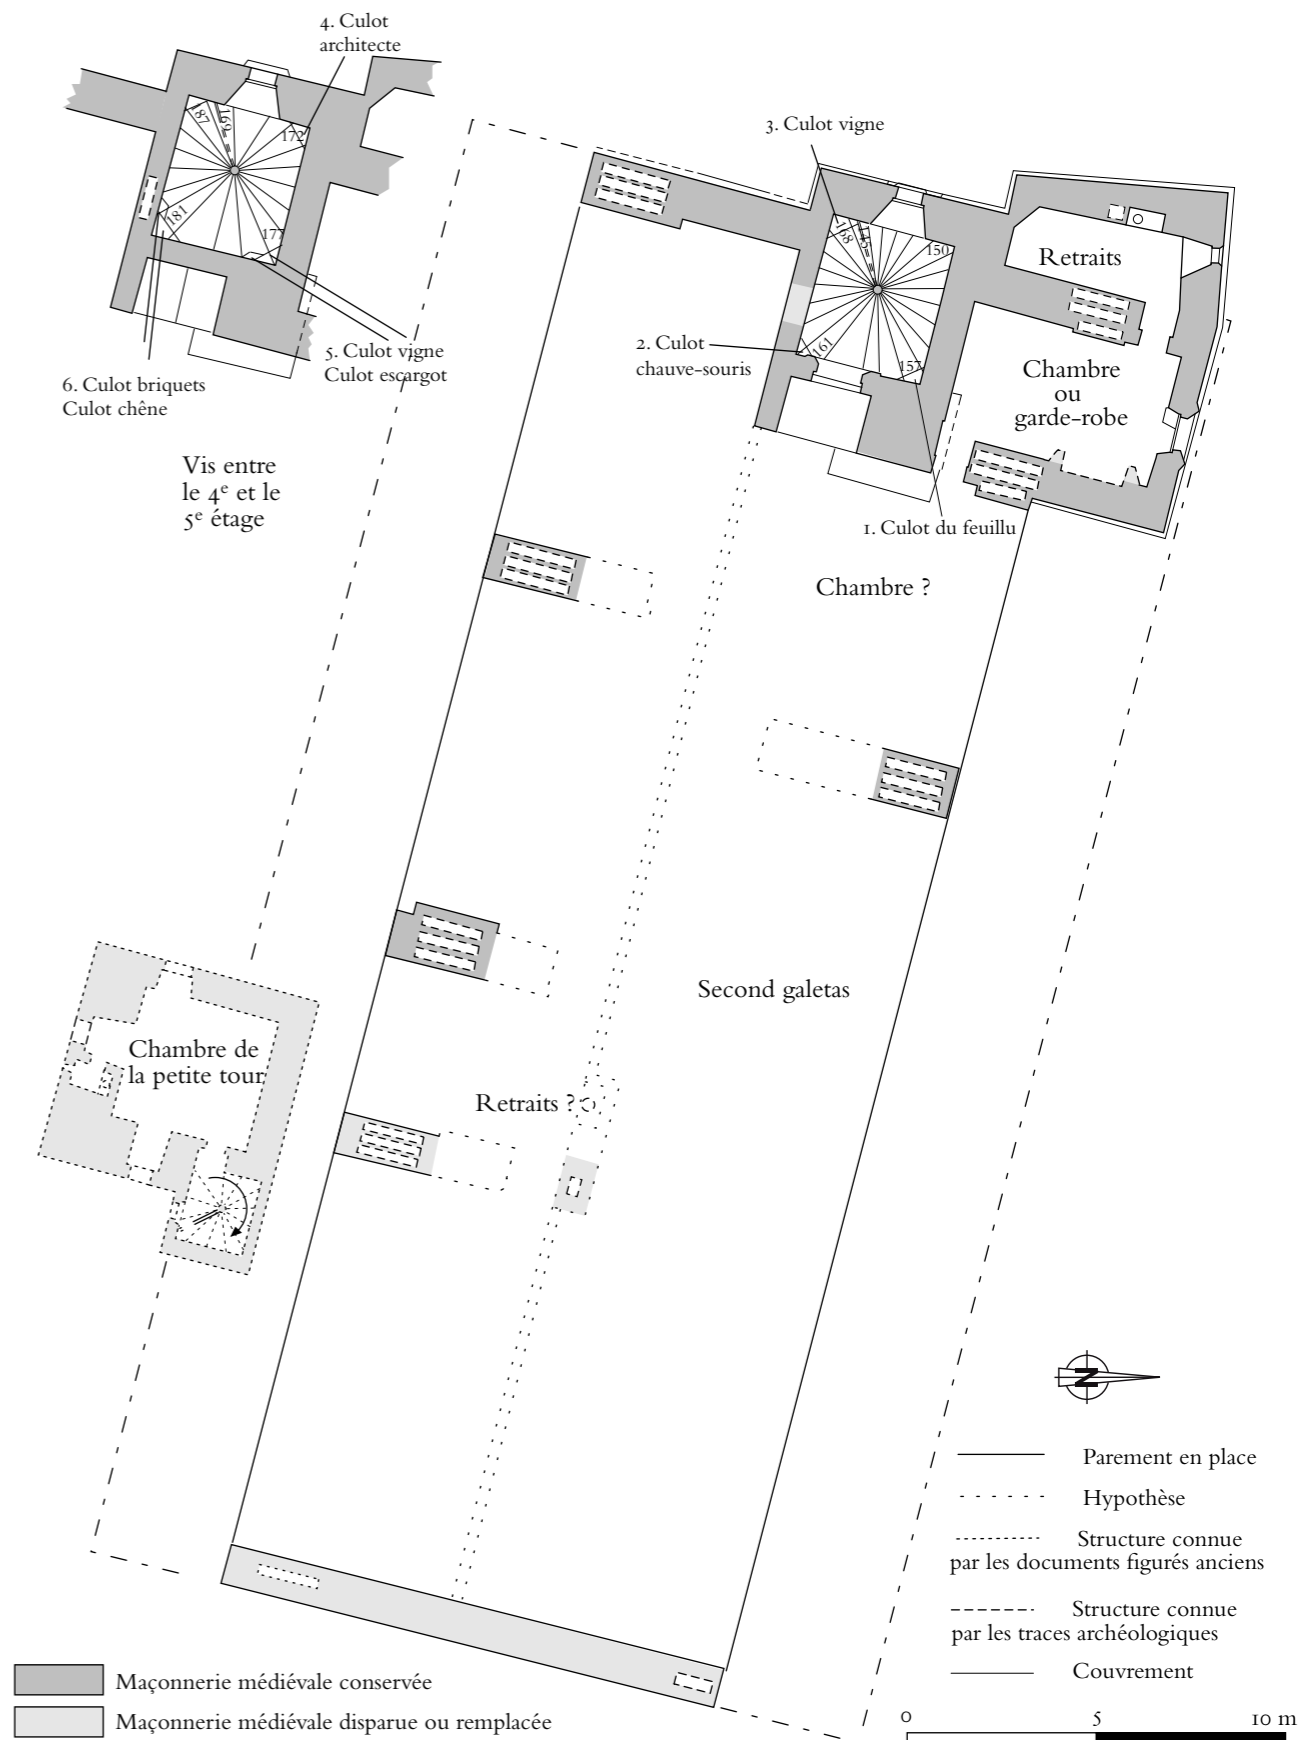 4. Culot
architecte
187
169
172
181
177
5. Culot vigne
Culot escargot
6. Culot briquets
Culot chêne
Vis entre
le 4e et le
5e étage
3. Culot vigne
168
145
150
161
157
2. Culot
chauve-souris
1. Culot du feuillu
Retraits
Chambre
ou
garde-robe
Chambre ?
Second galetas
Chambre de
la petite tour
Retraits ?
N
Parement en place
Hypothèse
Structure connue
par les documents figurés anciens
Structure connue
par les traces archéologiques
Couvrement
Maçonnerie médiévale conservée
Maçonnerie médiévale disparue ou remplacée
0 5 10 m